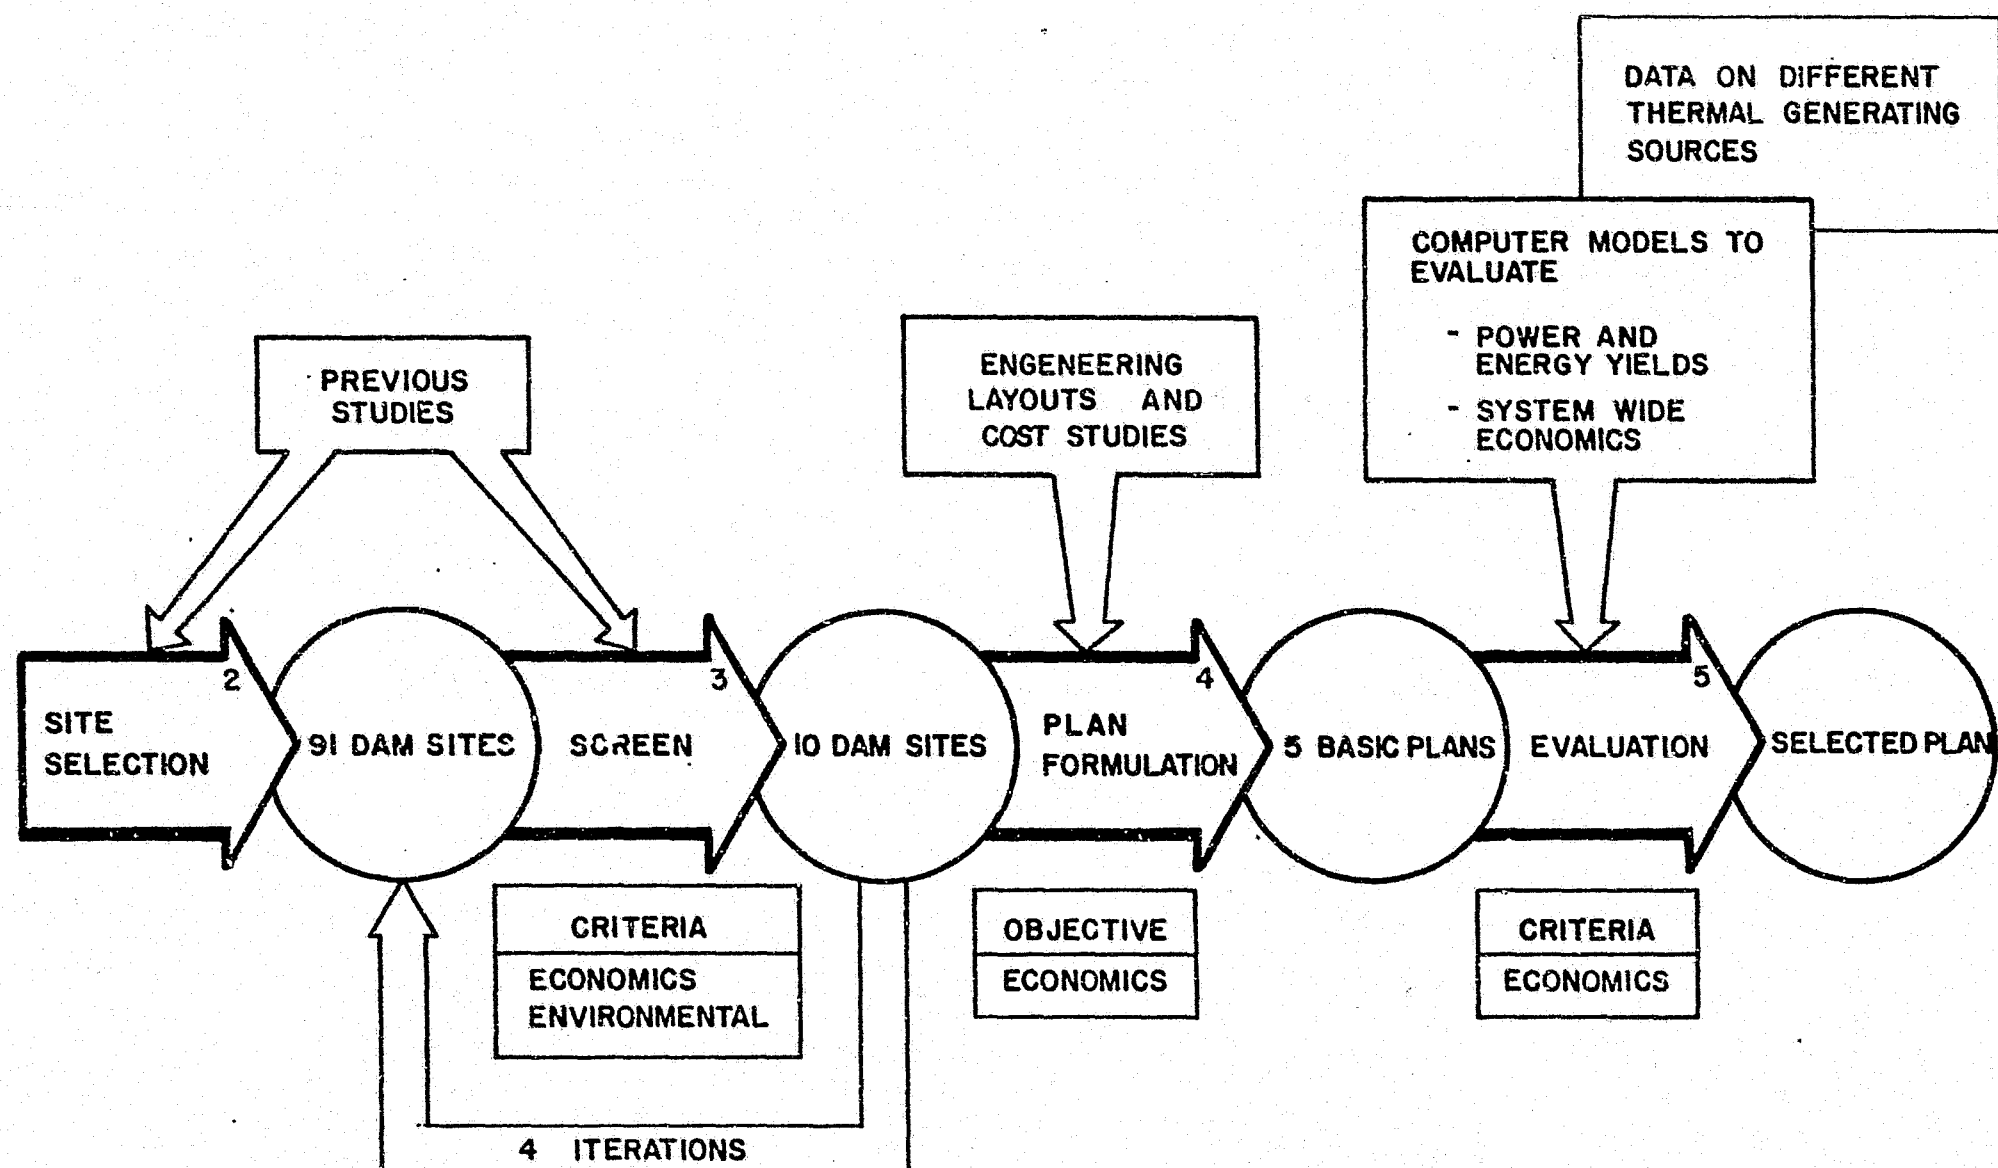 DATA ON DIFFERENT
THERMAL GENERATING
SOURCES
COMPUTER MODELS TO
EVALUATE
- POWER AND
ENERGY YIELDS
- SYSTEM WIDE
ECONOMICS
PREVIOUS
STUDIES
ENGENEERING
LAYOUTS AND
COST STUDIES
2
3
4
5
SITE
SELECTION
91 DAM SITES
SCREEN
10 DAM SITES
PLAN
FORMULATION
5 BASIC PLANS
EVALUATION
SELECTED PLAN
CRITERIA
ECONOMICS
ENVIRONMENTAL
OBJECTIVE
ECONOMICS
CRITERIA
ECONOMICS
4 ITERATIONS